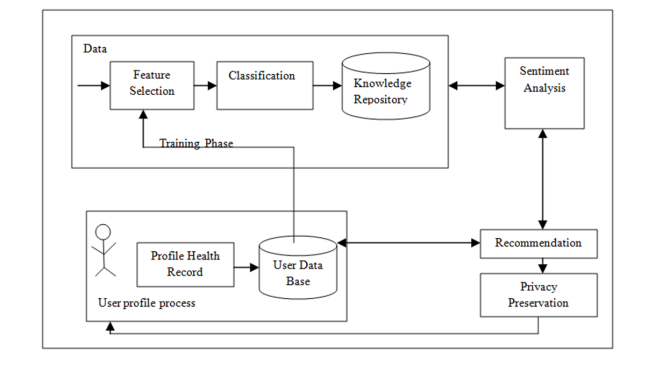 Data
Feature
Selection
Classification
Knowledge
Repository
Sentiment
Analysis
Training Phase
Profile Health
Record
User Data
Base
User profile process
Recommendation
Privacy
Preservation